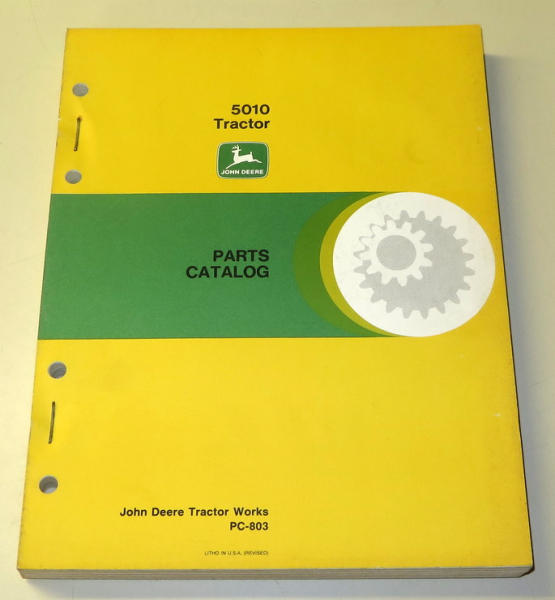 5010
Tractor
JOHN DEERE
PARTS
CATALOG
John Deere Tractor Works
PC-803
LITHO IN U.S.A. (REVISED)